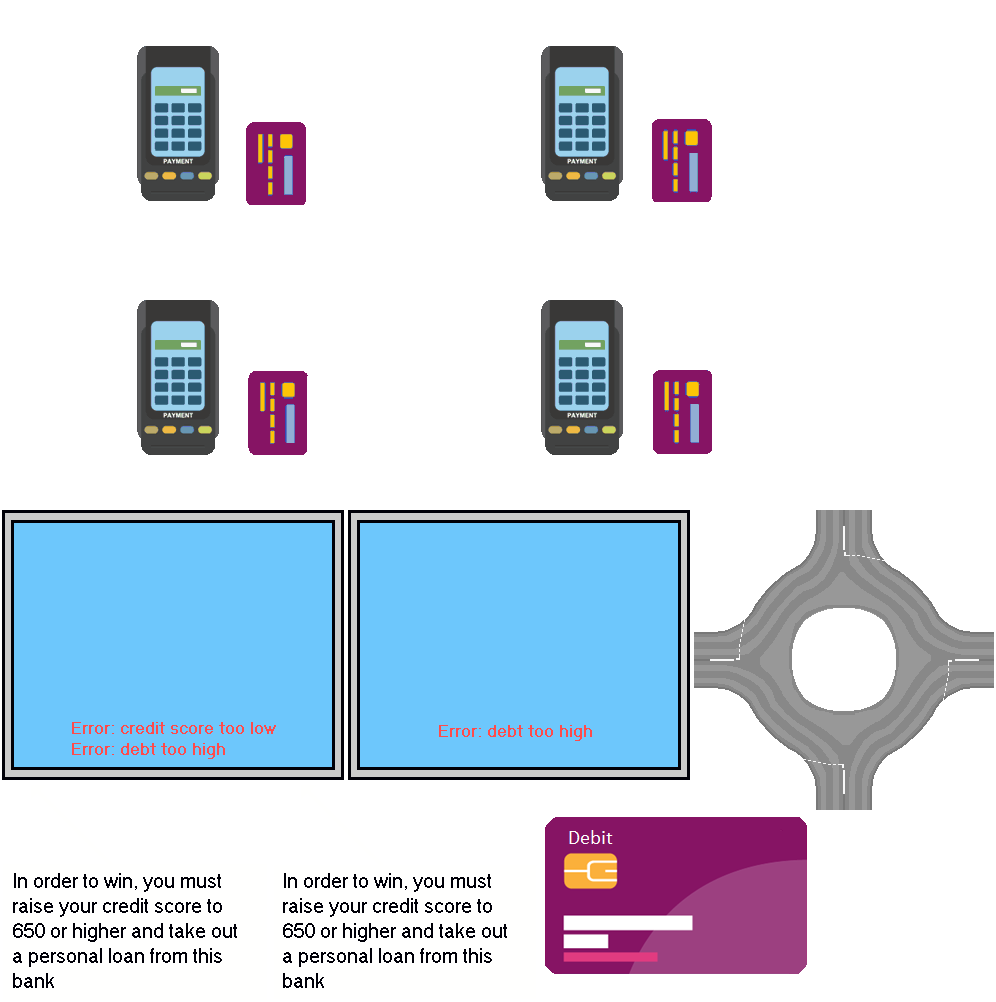 PAYMENT
PAYMENT
PAYMENT
PAYMENT
Error: credit score too low
Error: debt too high
Error: debt too high
Debit
In order to win, you must
raise your credit score to
650 or higher and take out
a personal loan from this
bank
In order to win, you must
raise your credit score to
650 or higher and take out
a personal loan from this
bank